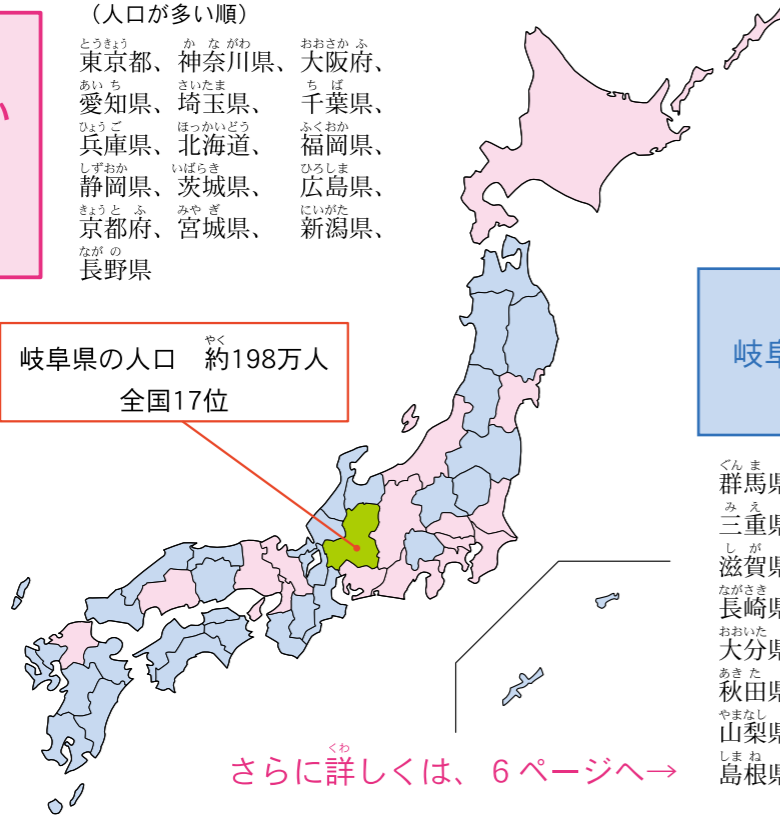 い
（人口が多い順）
東京都、神奈川県、大阪府、
愛知県、埼玉県、千葉県、
兵庫県、北海道、福岡県、
静岡県、茨城県、広島県、
京都府、宮城県、新潟県、
長野県
岐阜県の人口　約198万人
全国17位
岐阜
群馬県
三重県
滋賀県
長崎県
大分県
秋田県
山梨県
島根県
さらに詳しくは、６ページへ→